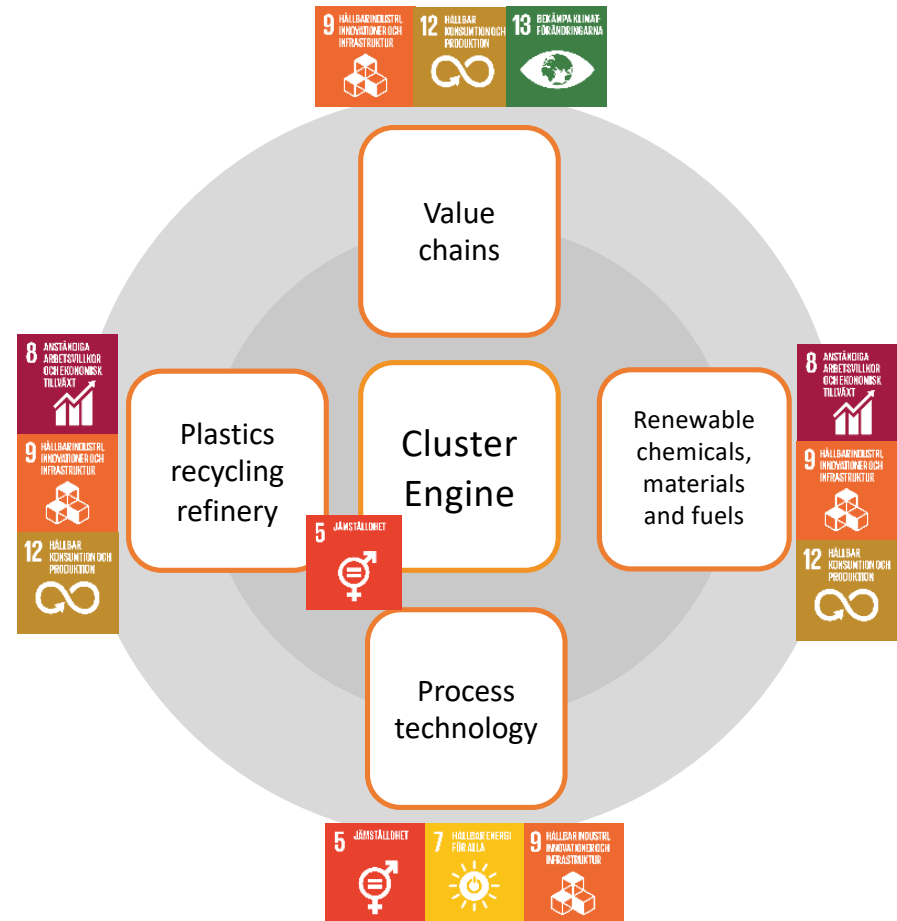 9 HÅLLBAR INDUSTRI,
INNOVATIONER OCH
INFRASTRUKTUR
12 HÅLLBAR
KONSUMTION OCH
PRODUKTION
13 BEKÄMPA KLIMAT-
FÖRÄNDRINGARNA
Value
chains
8 ANSTÄNDIGA
ARBETSVILLKOR
OCH EKONOMISK
TILLVÄXT
9 HÅLLBAR INDUSTRI,
INNOVATIONER OCH
INFRASTRUKTUR
12 HÅLLBAR
KONSUMTION OCH
PRODUKTION
Plastics
recycling
refinery
Cluster
Engine
5 JÄMSTÄLLDHET
Renewable
chemicals,
materials
and fuels
8 ANSTÄNDIGA
ARBETSVILLKOR
OCH EKONOMISK
TILLVÄXT
9 HÅLLBAR INDUSTRI,
INNOVATIONER OCH
INFRASTRUKTUR
12 HÅLLBAR
KONSUMTION OCH
PRODUKTION
Process
technology
5 JÄMSTÄLLDHET
7 HÅLLBAR ENERGI
FÖR ALLA
9 HÅLLBAR INDUSTRI,
INNOVATIONER OCH
INFRASTRUKTUR